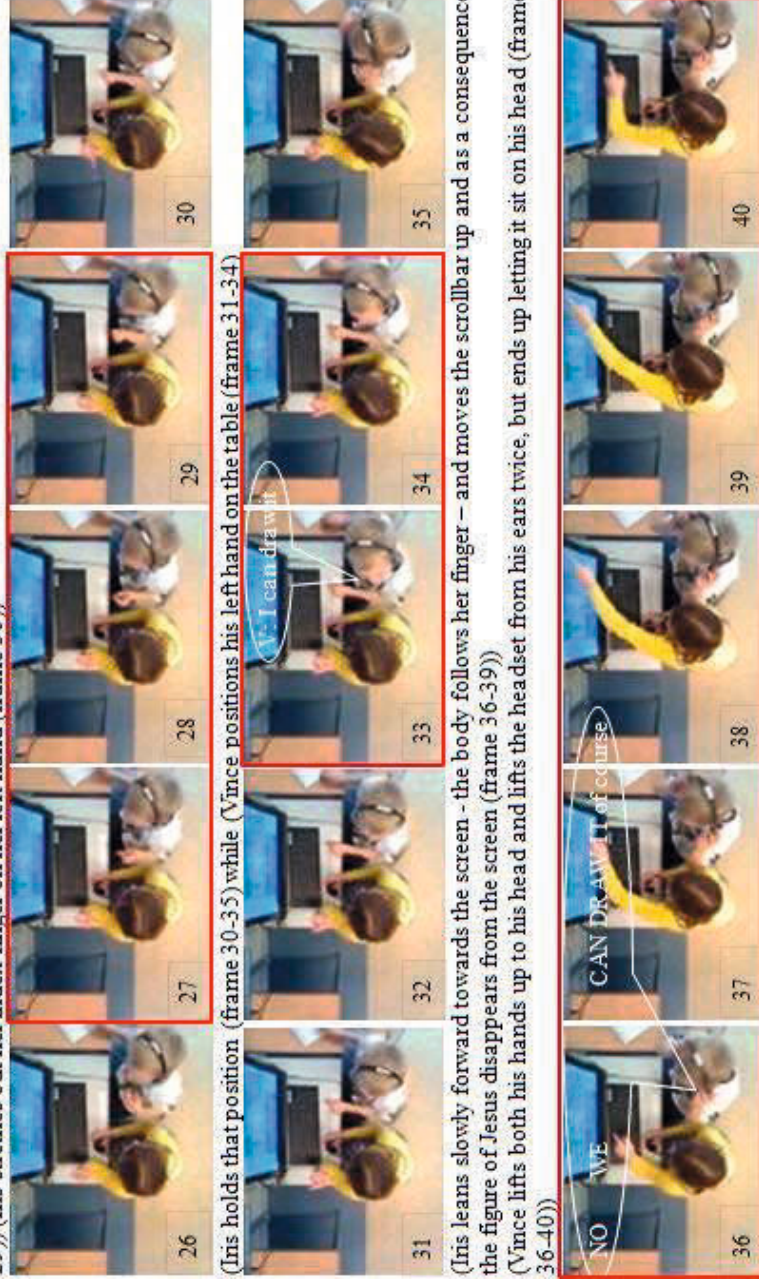 26
27
28
29
30
(Iris holds that position (frame 30-35) while (Vince positions his left hand on the table (frame 31-34)
V: I can draw it
31
32
33
34
35
(Iris leans slowly forward towards the screen - the body follows her finger – and moves the scrollbar up and as a consequence
the figure of Jesus disappears from the screen (frame 36-39))
(Vince lifts both his hands up to his head and lifts the headset from his ears twice, but ends up letting it sit on his head (frame
36-40))
NO WE CAN DRAW IT of course
36
37
38
39
40